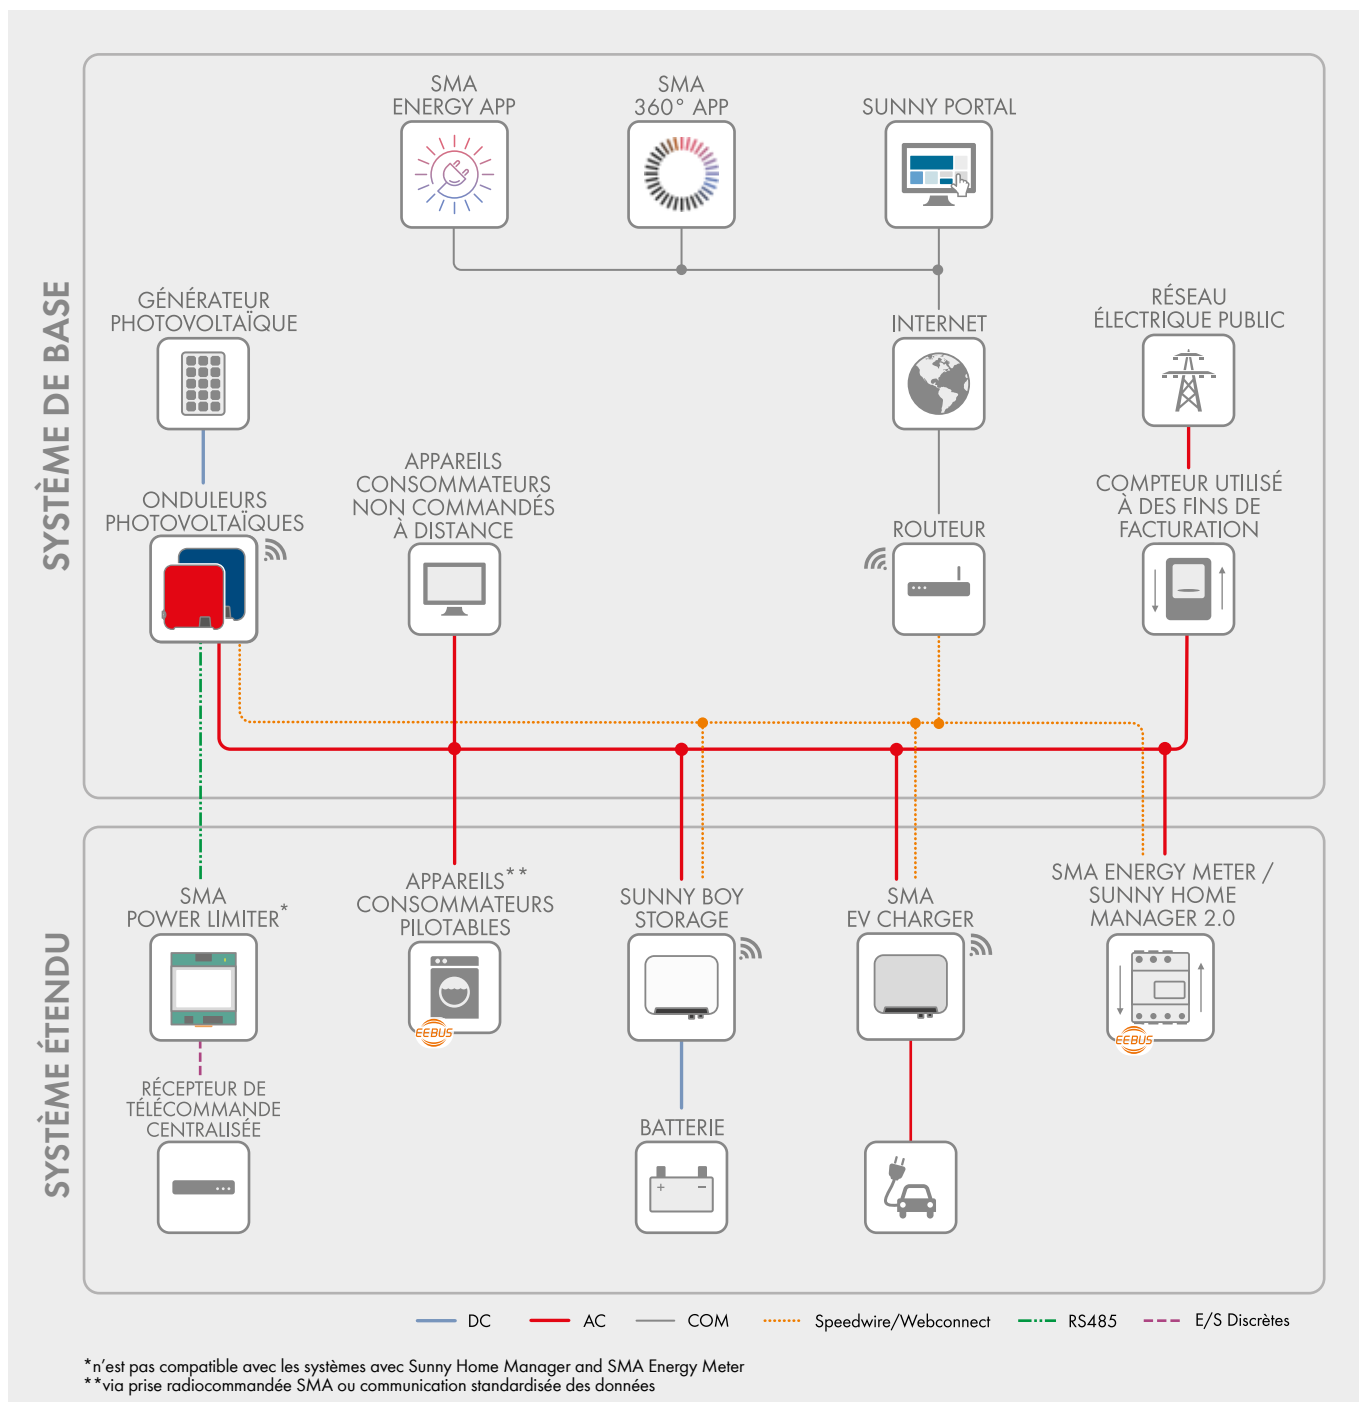 SMA
ENERGY APP
SMA
360° APP
SUNNY PORTAL
SYSTÈME DE BASE
GÉNÉRATEUR
PHOTOVOLTAÏQUE
INTERNET
RÉSEAU
ÉLECTRIQUE PUBLIC
ONDULEURS
PHOTOVOLTAÏQUES
APPAREILS
CONSOMMATEURS
NON COMMANDÉS
À DISTANCE
ROUTEUR
COMPTEUR UTILISÉ
À DES FINS DE
FACTURATION
SYSTÈME ÉTENDU
SMA
POWER LIMITER*
APPAREILS**
CONSOMMATEURS
PILOTABLES
EEBUS
SUNNY BOY
STORAGE
SMA
EV CHARGER
SMA ENERGY METER /
SUNNY HOME
MANAGER 2.0
EEBUS
RÉCEPTEUR DE
TÉLÉCOMMANDE
CENTRALISÉE
BATTERIE
+ −
DC AC COM Speedwire/Webconnect RS485 E/S Discrètes
*n'est pas compatible avec les systèmes avec Sunny Home Manager and SMA Energy Meter
**via prise radiocommandée SMA ou communication standardisée des données